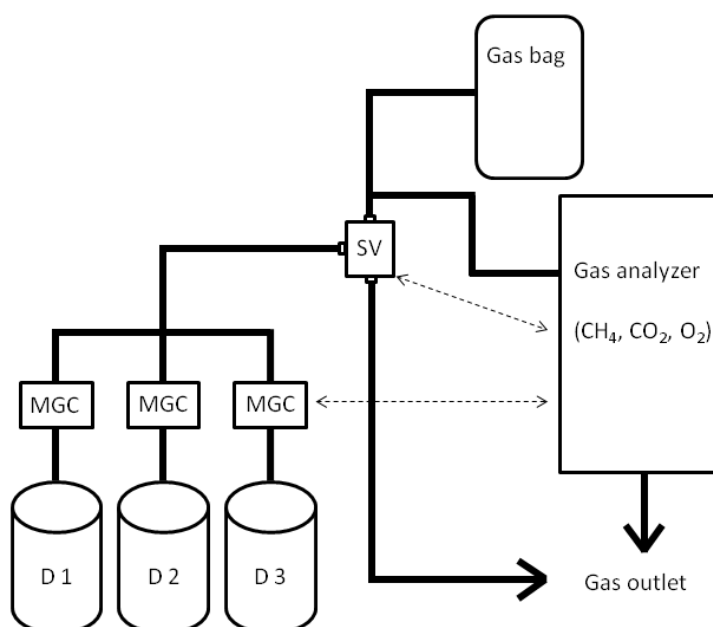 Gas bag
SV
Gas analyzer
(CH₄, CO₂, O₂)
MGC
MGC
MGC
D 1
D 2
D 3
Gas outlet